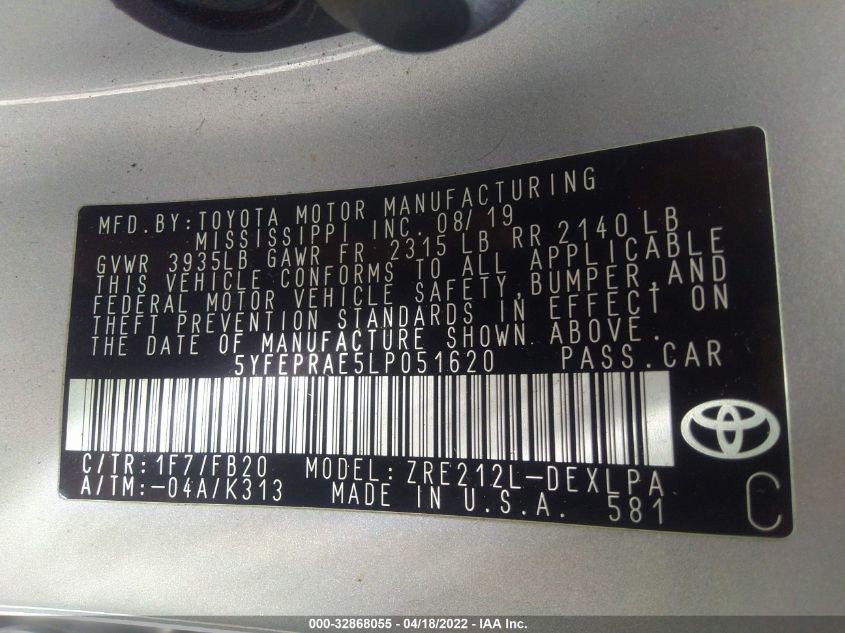 MFD.BY:TOYOTA MOTOR MANUFACTURING
MISSISSIPPI INC. 08/19
GVWR 3935LB GAWR FR 2315 LB RR 2140 LB
THIS VEHICLE CONFORMS TO ALL APPLICABLE
FEDERAL MOTOR VEHICLE SAFETY,BUMPER,AND
THEFT PREVENTION STANDARDS IN EFFECT ON
THE DATE OF MANUFACTURE SHOWN ABOVE.
5YFEPRAE5LP051620 PASS.CAR
C/TR:1F7/FB20 MODEL:ZRE212L-DEXLPA
A/TM:-04A/K313 MADE IN U.S.A. 581
C
000-32868055 - 04/18/2022 - IAA Inc.